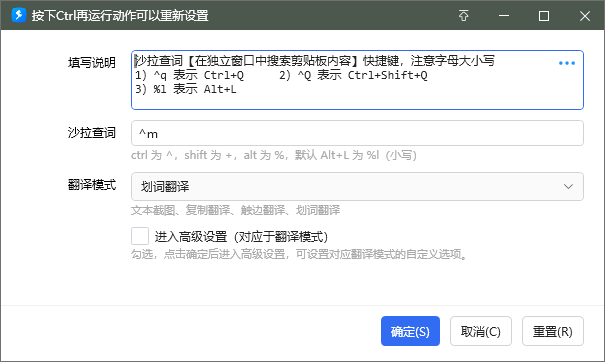 按下Ctrl再运行动作可以重新设置
填写说明
沙拉查词【在独立窗口中搜索剪贴板内容】快捷键，注意字母大小写
1) ^q 表示 Ctrl+Q 2) ^Q 表示 Ctrl+Shift+Q
3) %l 表示 Alt+L
沙拉查词
^m
ctrl 为 ^，shift 为 +，alt 为 %，默认 Alt+L 为 %l（小写）
翻译模式
划词翻译
文本截图、复制翻译、触边翻译、划词翻译
进入高级设置（对应于翻译模式）
勾选，点击确定后进入高级设置，可设置对应翻译模式的自定义选项。
确定(S) 取消(C) 重置(R)